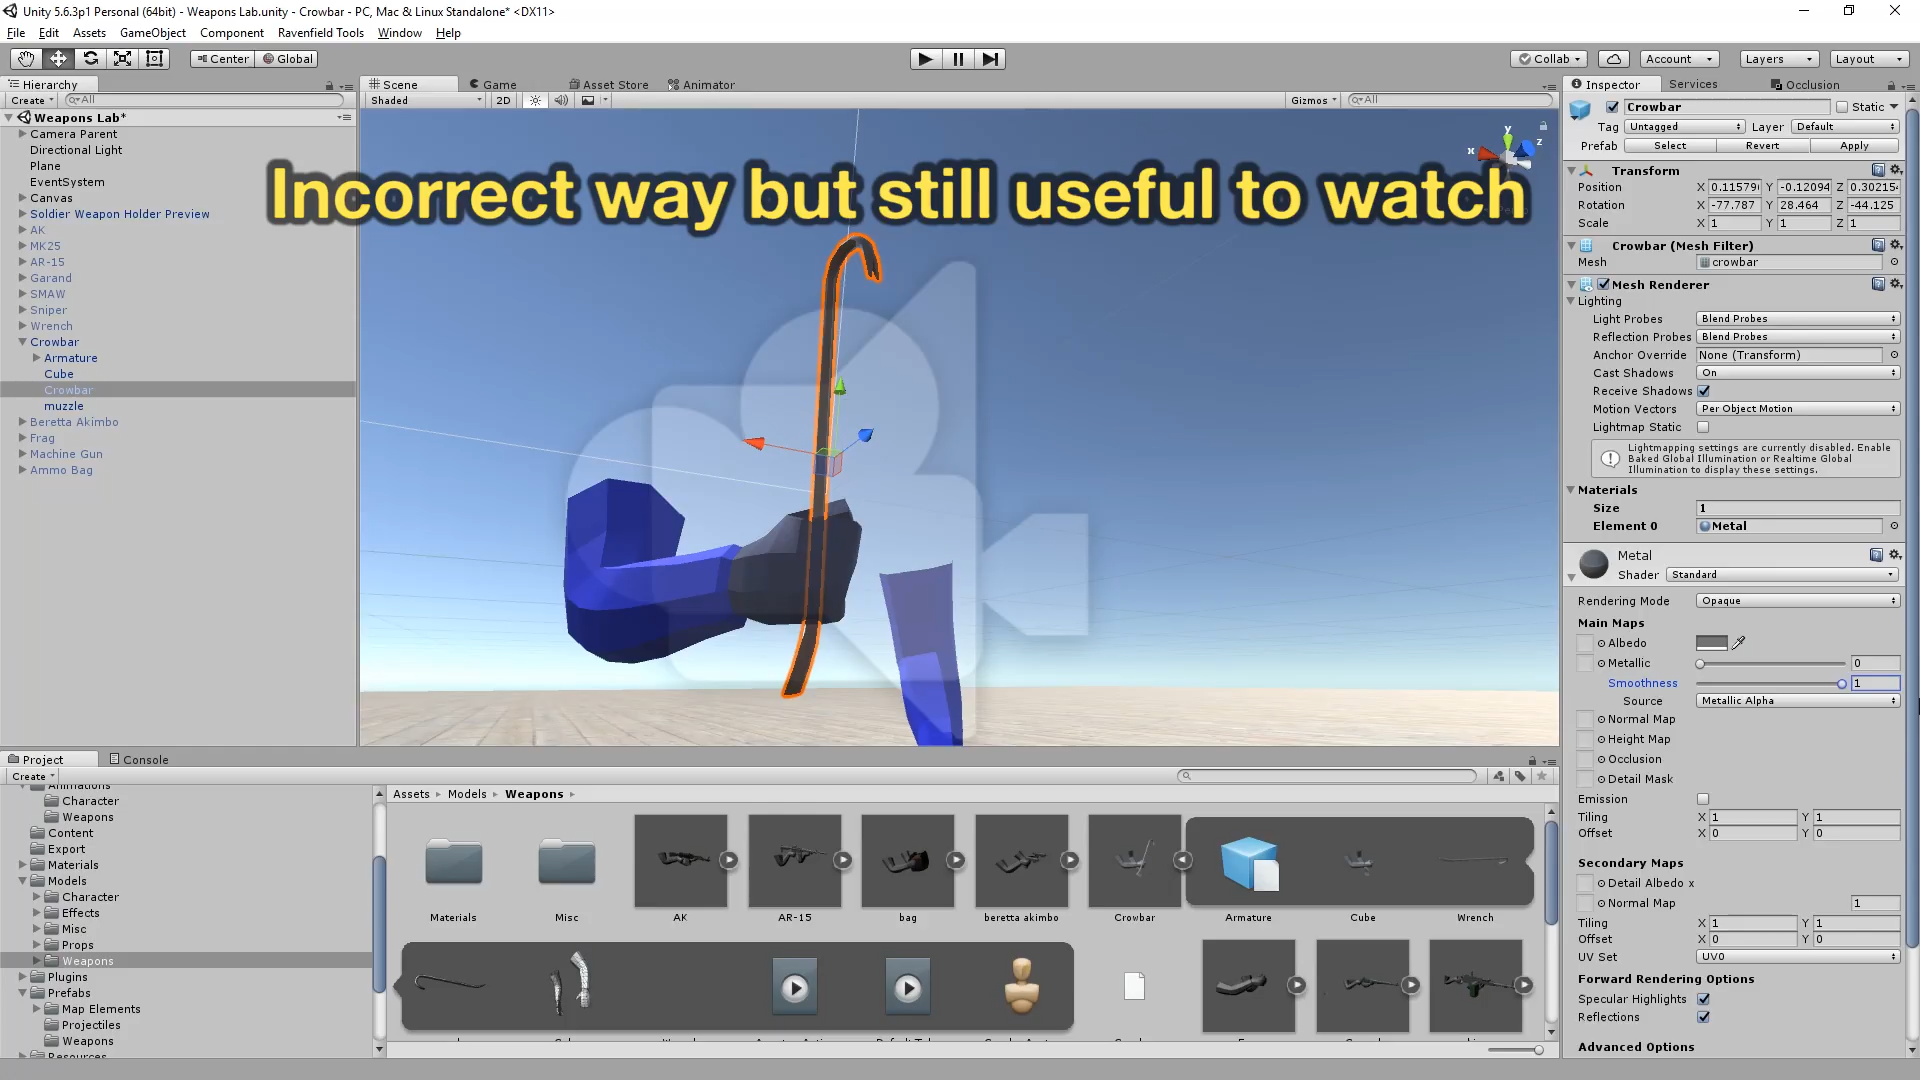 Unity 5.6.3p1 Personal (64bit) - Weapons Lab.unity - Crowbar - PC, Mac & Linux Standalone* <DX11>
File Edit Assets GameObject Component Ravenfield Tools Window Help
Center Global Collab Account Layers Layout
Hierarchy
Create All
Weapons Lab*
Camera Parent
Directional Light
Plane
EventSystem
Canvas
Soldier Weapon Holder Preview
AK
MK25
AR-15
Garand
SMAW
Sniper
Wrench
Crowbar
Armature
Cube
Crowbar
muzzle
Beretta Akimbo
Frag
Machine Gun
Ammo Bag
Scene Game Asset Store Animator
Shaded 2D Gizmos All
y
x
z
Incorrect way but still useful to watch
Inspector Services Occlusion
Crowbar Static
Tag Untagged Layer Default
Prefab Select Revert Apply
Transform
Position X 0.11579 Y -0.12094 Z 0.30215
Rotation X -77.787 Y 28.464 Z -44.125
Scale X 1 Y 1 Z 1
Crowbar (Mesh Filter)
Mesh crowbar
Mesh Renderer
Lighting
Light Probes Blend Probes
Reflection Probes Blend Probes
Anchor Override None (Transform)
Cast Shadows On
Receive Shadows
Motion Vectors Per Object Motion
Lightmap Static
Lightmapping settings are currently disabled. Enable
Baked Global Illumination or Realtime Global
Illumination to display these settings.
Materials
Size 1
Element 0 Metal
Metal
Shader Standard
Rendering Mode Opaque
Main Maps
Albedo
Metallic 0
Smoothness 1
Source Metallic Alpha
Normal Map
Height Map
Occlusion
Detail Mask
Emission
Tiling X 1 Y 1
Offset X 0 Y 0
Secondary Maps
Detail Albedo x
Normal Map 1
Tiling X 1 Y 1
Offset X 0 Y 0
UV Set UV0
Forward Rendering Options
Specular Highlights
Reflections
Advanced Options
Project Console
Create
Animations
Character
Weapons
Content
Export
Materials
Models
Character
Effects
Misc
Props
Weapons
Plugins
Prefabs
Map Elements
Projectiles
Weapons
Resources
Assets Models Weapons
Materials Misc AK AR-15 bag beretta akimbo Crowbar Armature Cube Wrench